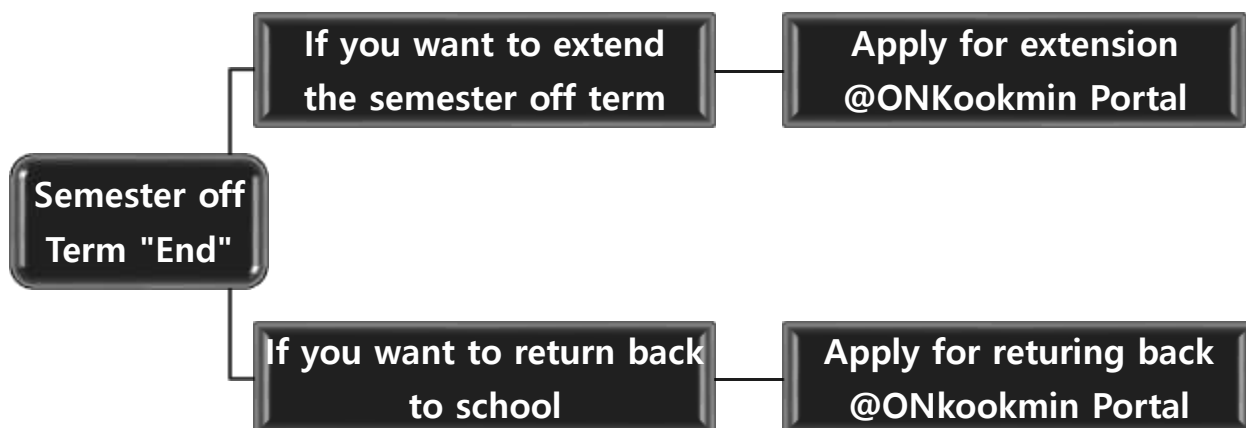 If you want to extend
the semester off term
Apply for extension
@ONKookmin Portal
Semester off
Term "End"
If you want to return back
to school
Apply for returing back
@ONkookmin Portal